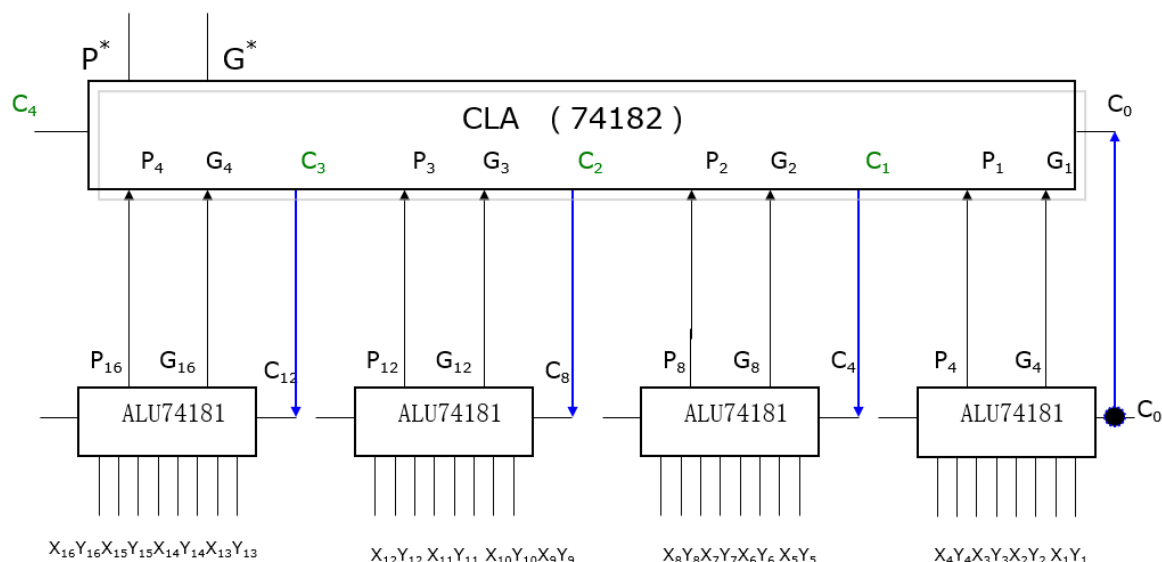 P* G*
C₄ CLA （74182） C₀
P₄ G₄ C₃ P₃ G₃ C₂ P₂ G₂ C₁ P₁ G₁
P₁₆ G₁₆ C₁₂ P₁₂ G₁₂ C₈ P₈ G₈ C₄ P₄ G₄
ALU74181 ALU74181 ALU74181 ALU74181 C₀
X₁₆Y₁₆X₁₅Y₁₅X₁₄Y₁₄X₁₃Y₁₃ X₁₂Y₁₂ X₁₁Y₁₁ X₁₀Y₁₀X₉Y₉ X₈Y₈X₇Y₇X₆Y₆ X₅Y₅ X₄Y₄X₃Y₃X₂Y₂ X₁Y₁